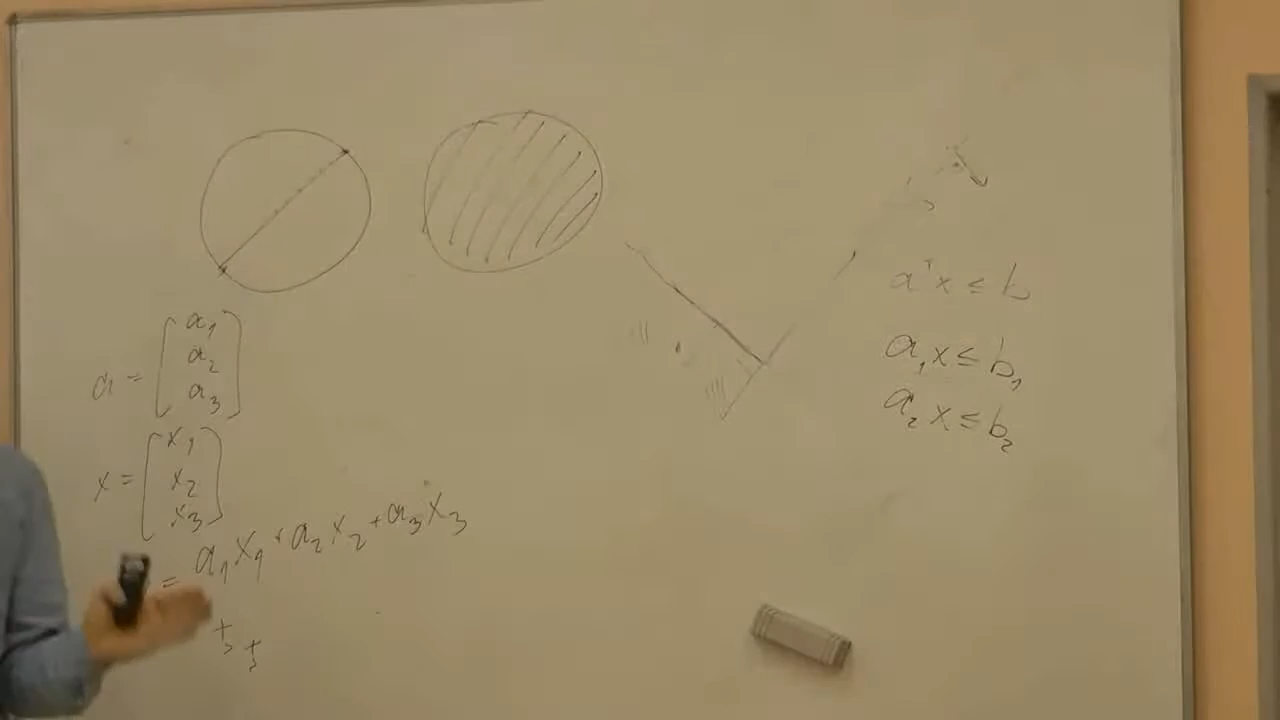 a = [ a₁ a₂ a₃ ]
x = [ x₁ x₂ x₃ ]
= a₁x₁ + a₂x₂ + a₃x₃
aᵀx ≤ b
a₁x ≤ b₁
a₂x ≤ b₂